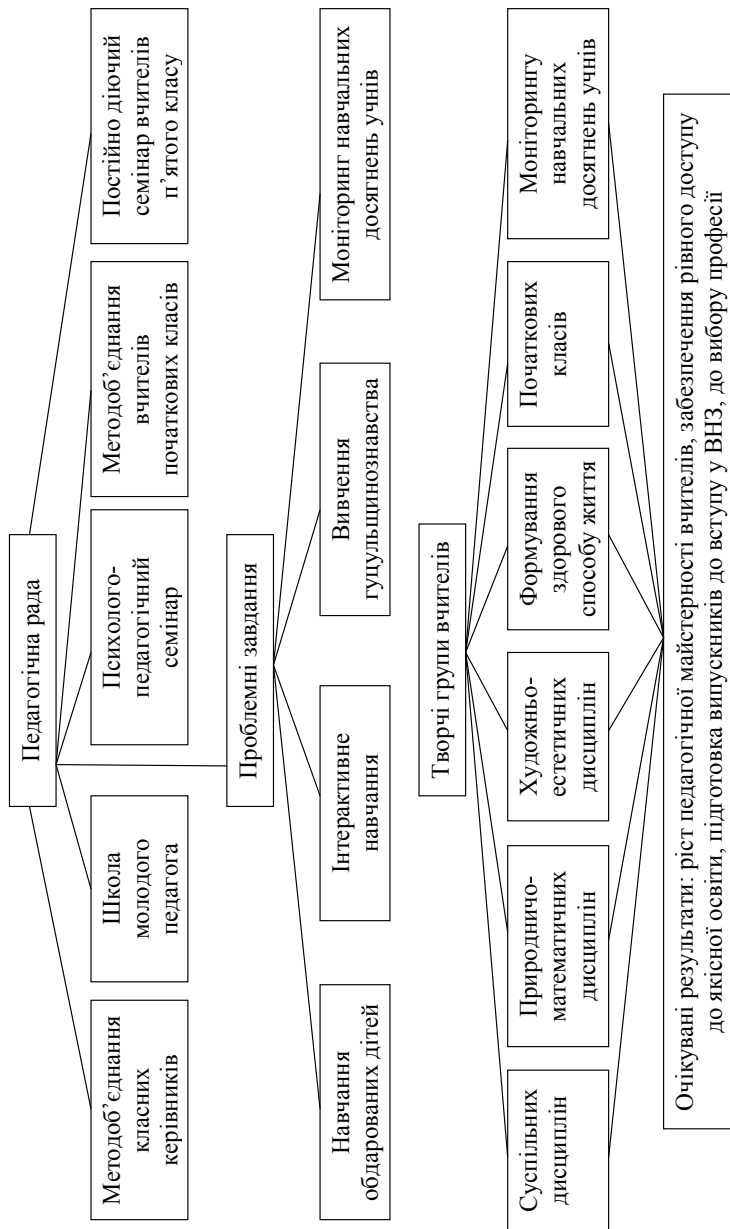 Педагогічна рада
Методоб’єднання
класних
керівників
Школа
молодого
педагога
Психолого-
педагогічний
семінар
Методоб’єднання
вчителів
початкових класів
Постійно діючий
семінар вчителів
п’ятого класу
Проблемні завдання
Навчання
обдарованих дітей
Інтерактивне
навчання
Вивчення
гуцульщинознавства
Моніторинг навчальних
досягнень учнів
Творчі групи вчителів
Суспільних
дисциплін
Природничо-
математичних
дисциплін
Художньо-
естетичних
дисциплін
Формування
здорового
способу життя
Початкових
класів
Моніторингу
навчальних
досягнень учнів
Очікувані результати: ріст педагогічної майстерності вчителів, забезпечення рівного доступу
до якісної освіти, підготовка випускників до вступу у ВНЗ, до вибору професії